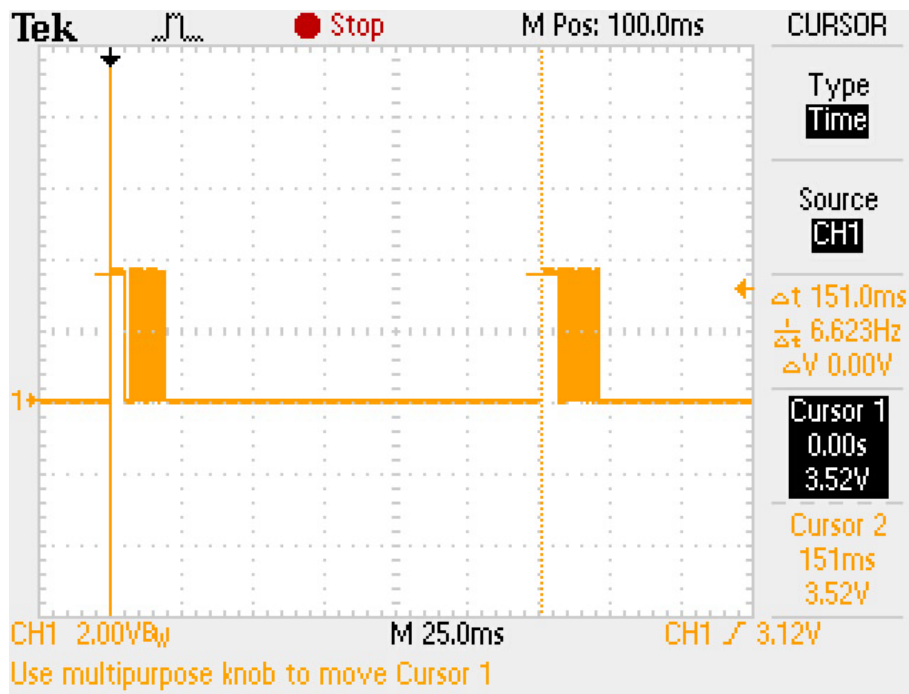 Tek Stop M Pos: 100.0ms CURSOR
Type
Time
Source
CH1
△t 151.0ms
1/△t 6.623Hz
△V 0.00V
1
Cursor 1
0.00s
3.52V
Cursor 2
151ms
3.52V
CH1 2.00VBW M 25.0ms CH1 3.12V
Use multipurpose knob to move Cursor 1